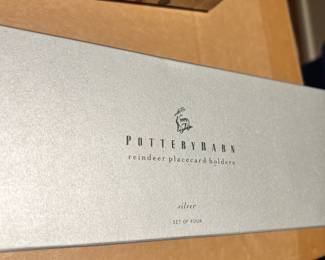 POTTERYBARN
reindeer placecard holders
silver
SET OF FOUR